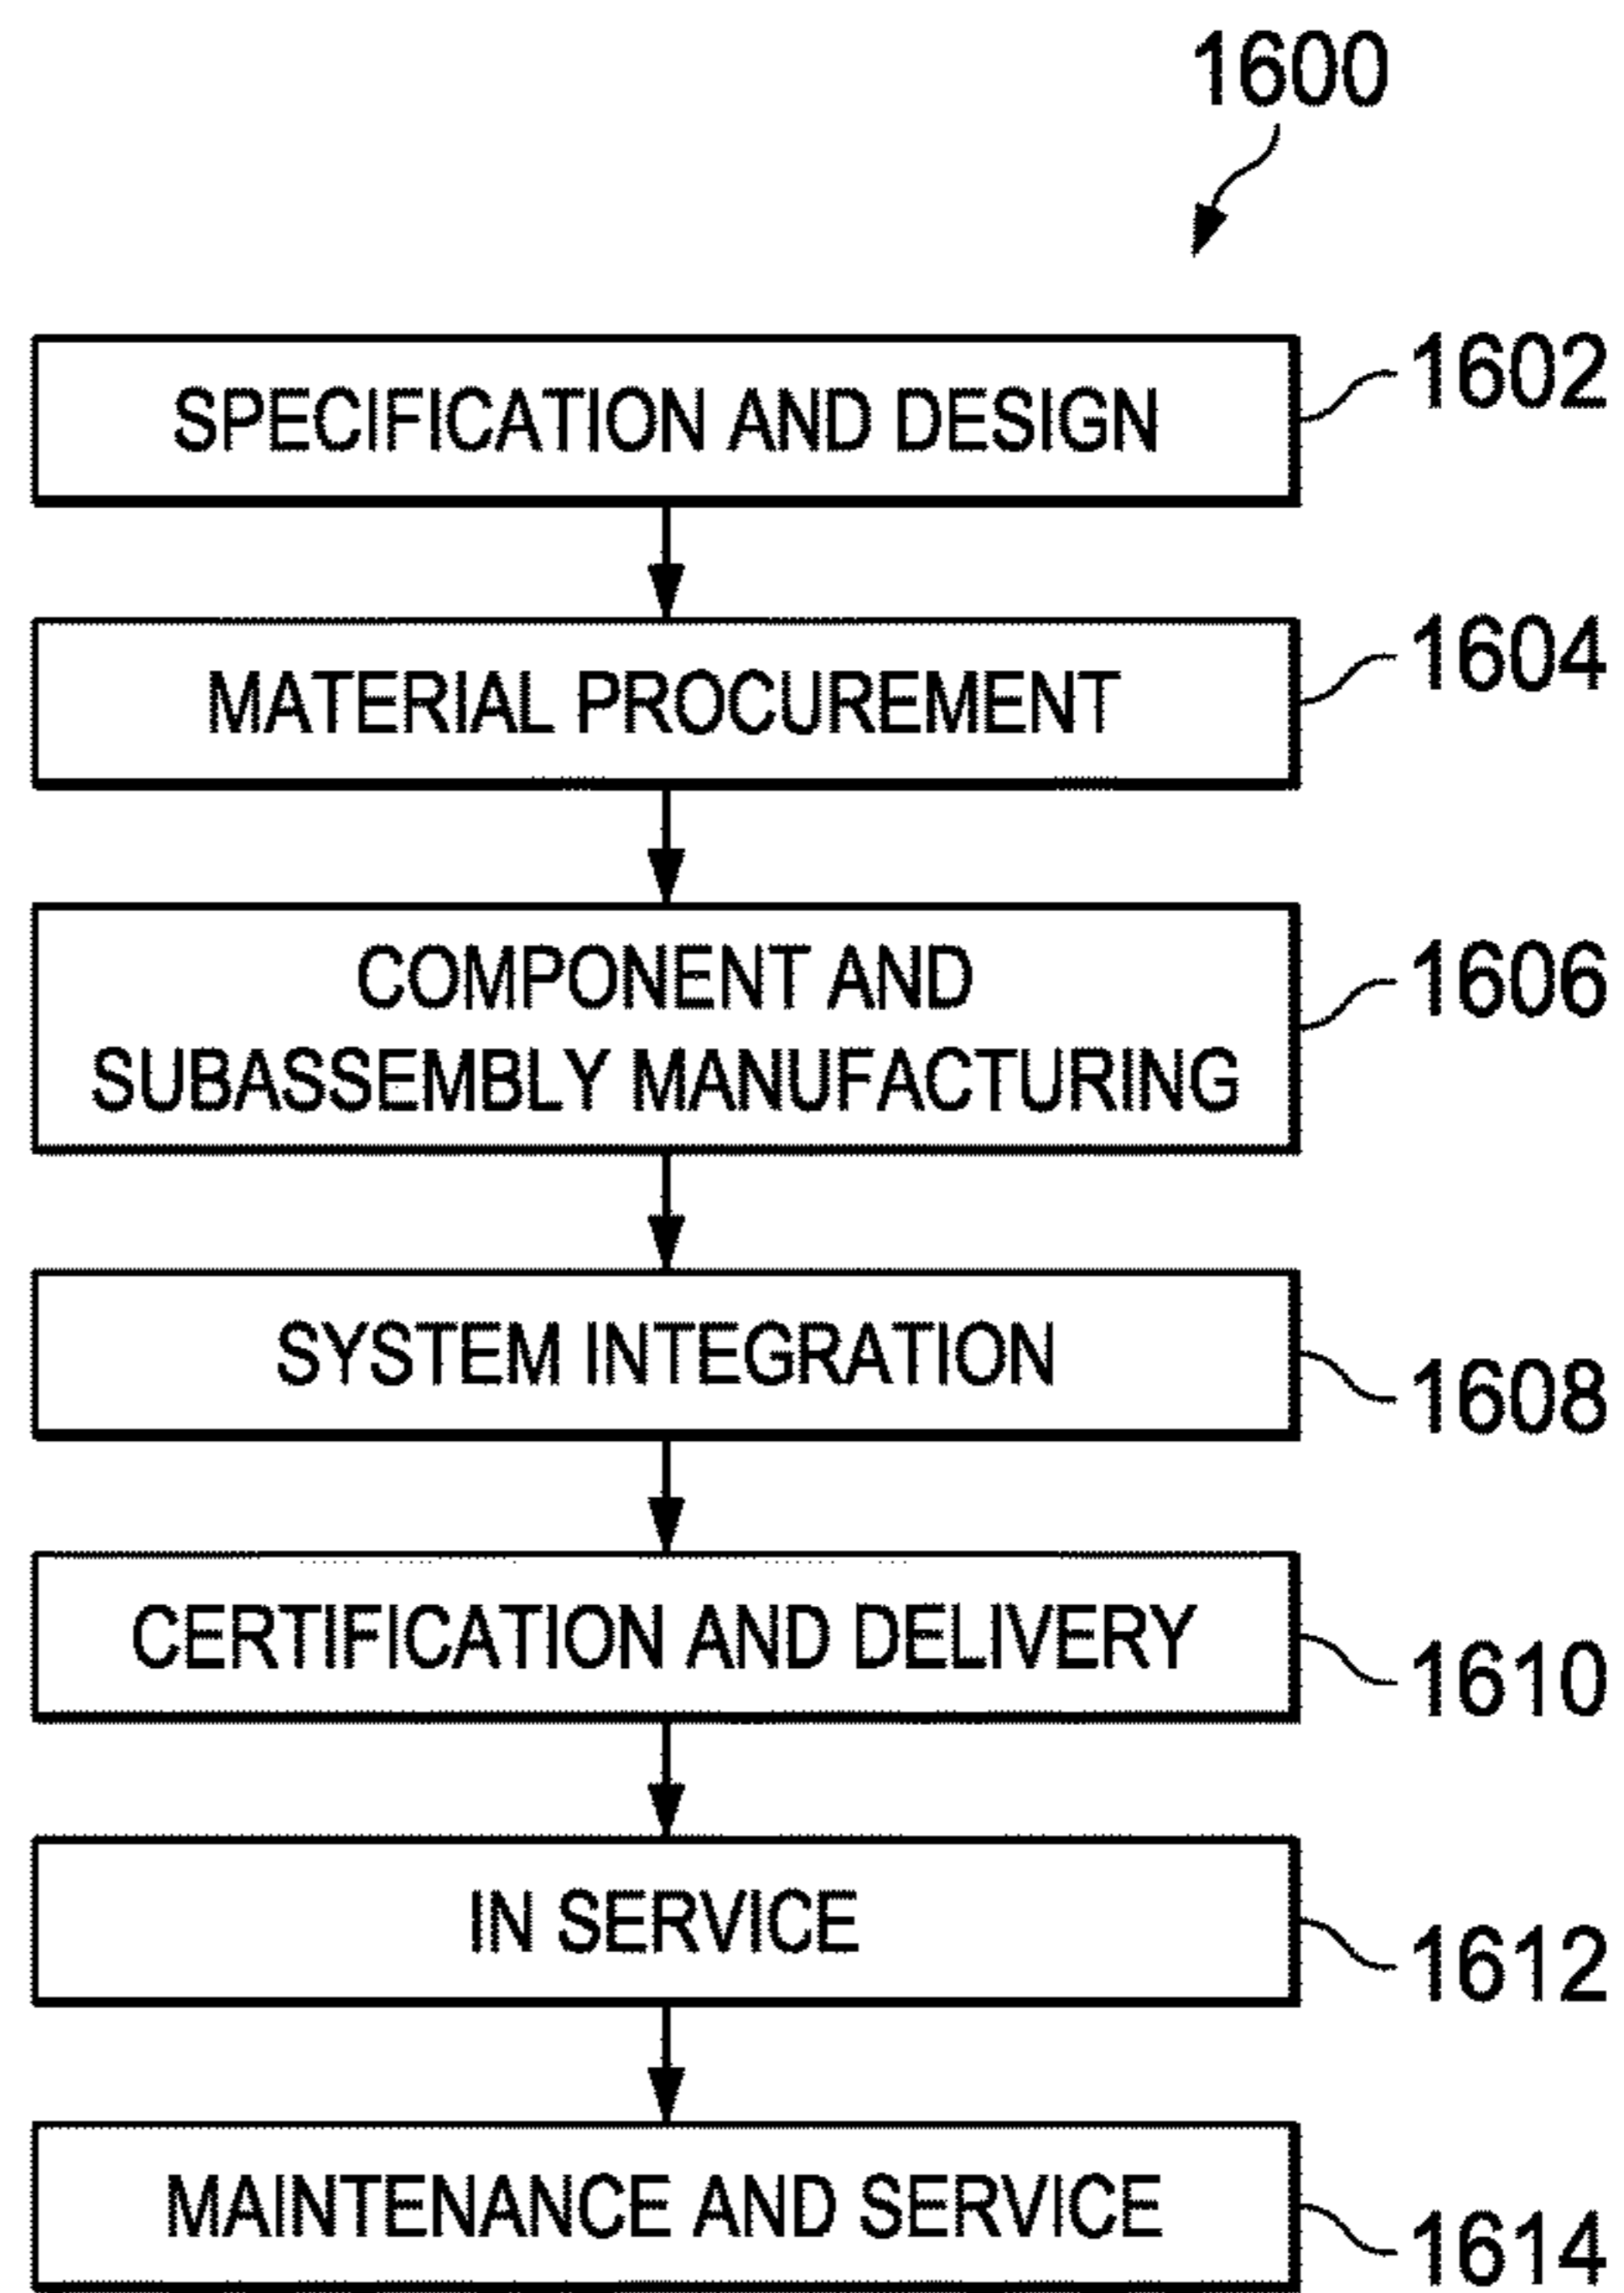 1600
SPECIFICATION AND DESIGN
1602
MATERIAL PROCUREMENT
1604
COMPONENT AND
SUBASSEMBLY MANUFACTURING
1606
SYSTEM INTEGRATION
1608
CERTIFICATION AND DELIVERY
1610
IN SERVICE
1612
MAINTENANCE AND SERVICE
1614